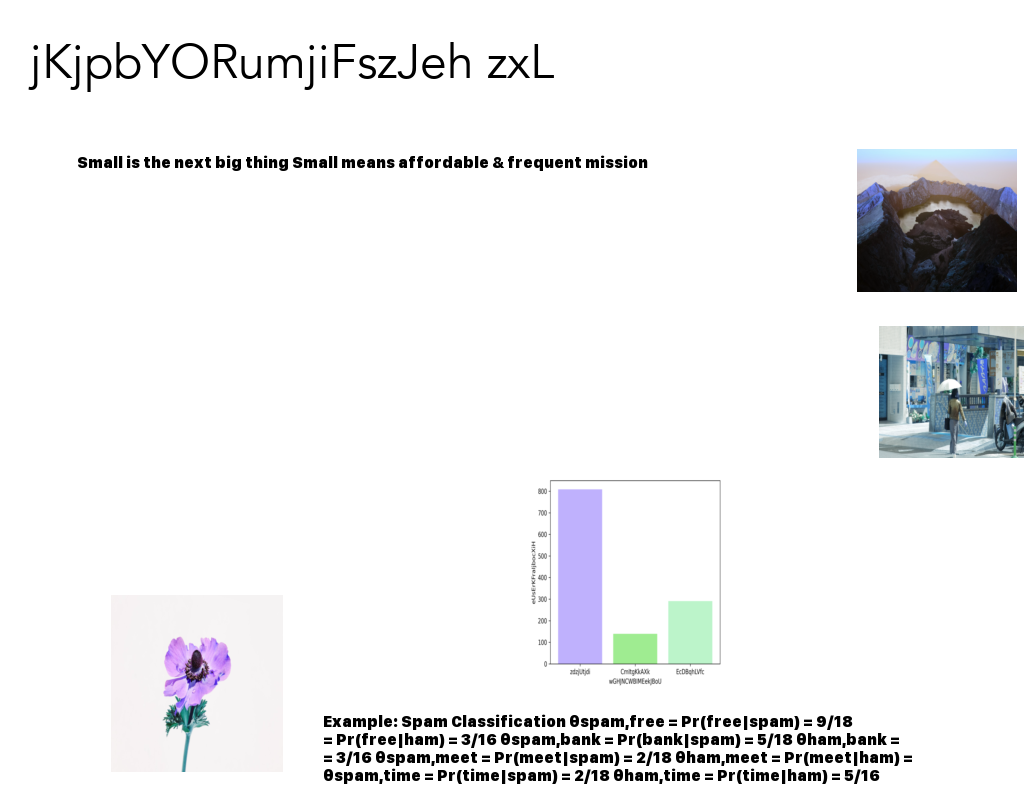 jKjpbYORumjiFszJeh zxL
Small is the next big thing Small means affordable & frequent mission
800
700
600
500
400
300
200
100
0
zdzjUtjdi
CmltgKkAXk
EcDBqhLVfc
Example: Spam Classification θspam,free = Pr(free|spam) = 9/18
= Pr(free|ham) = 3/16 θspam,bank = Pr(bank|spam) = 5/18 θham,bank =
= 3/16 θspam,meet = Pr(meet|spam) = 2/18 θham,meet = Pr(meet|ham) =
θspam,time = Pr(time|spam) = 2/18 θham,time = Pr(time|ham) = 5/16